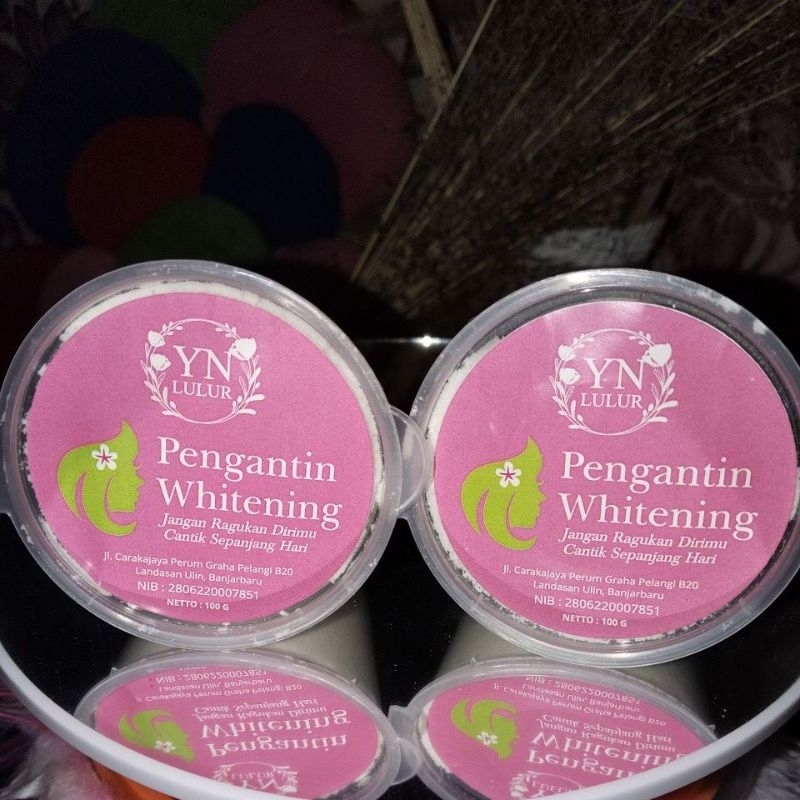 YN
LULUR
Pengantin
Whitening
Jangan Ragukan Dirimu
Cantik Sepanjang Hari
Jl. Carakajaya Perum Graha Pelangi B20
Landasan Ulin, Banjarbaru
NIB : 2806220007851
NETTO : 100 G
YN
LULUR
Pengantin
Whitening
Jangan Ragukan Dirimu
Cantik Sepanjang Hari
Jl. Carakajaya Perum Graha Pelangi B20
Landasan Ulin, Banjarbaru
NIB : 2806220007851
NETTO : 100 G